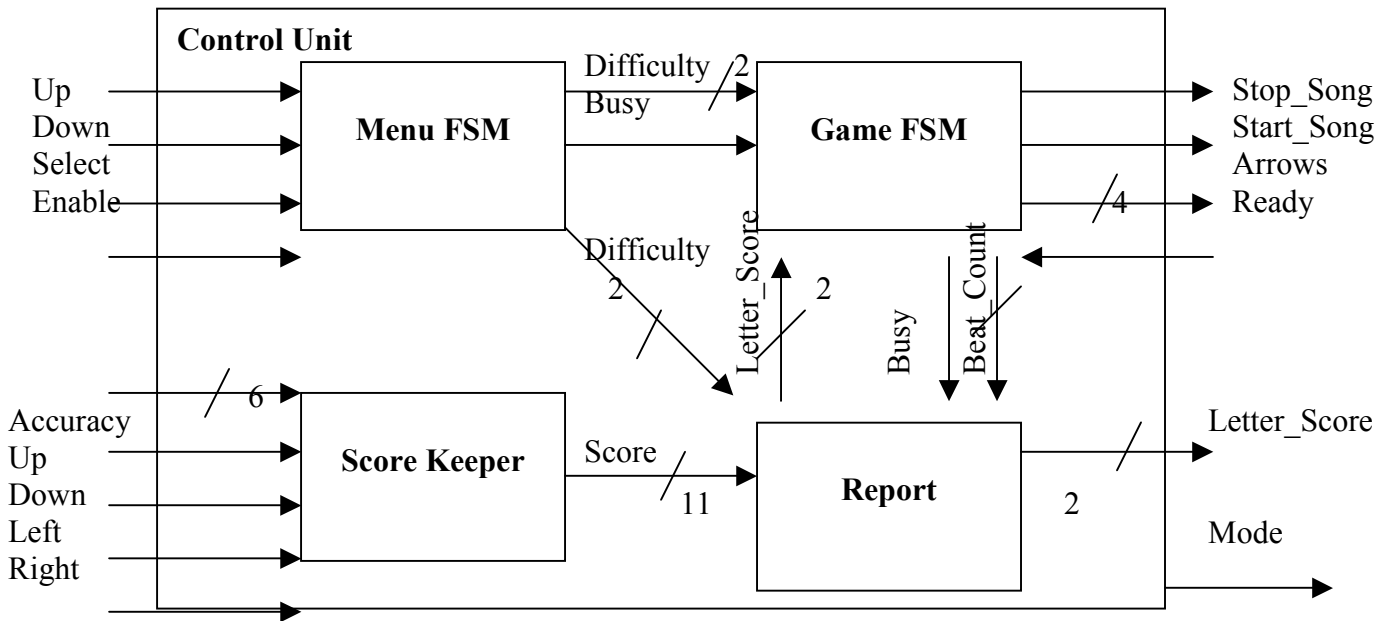 Control Unit
Up
Down
Select
Enable
Menu FSM
Difficulty
2
Busy
Game FSM
Stop_Song
Start_Song
Arrows
4
Ready
Difficulty
2
Letter_Score
2
Busy
Beat_Count
6
Accuracy
Up
Down
Left
Right
Score Keeper
Score
11
Report
2
Letter_Score
Mode